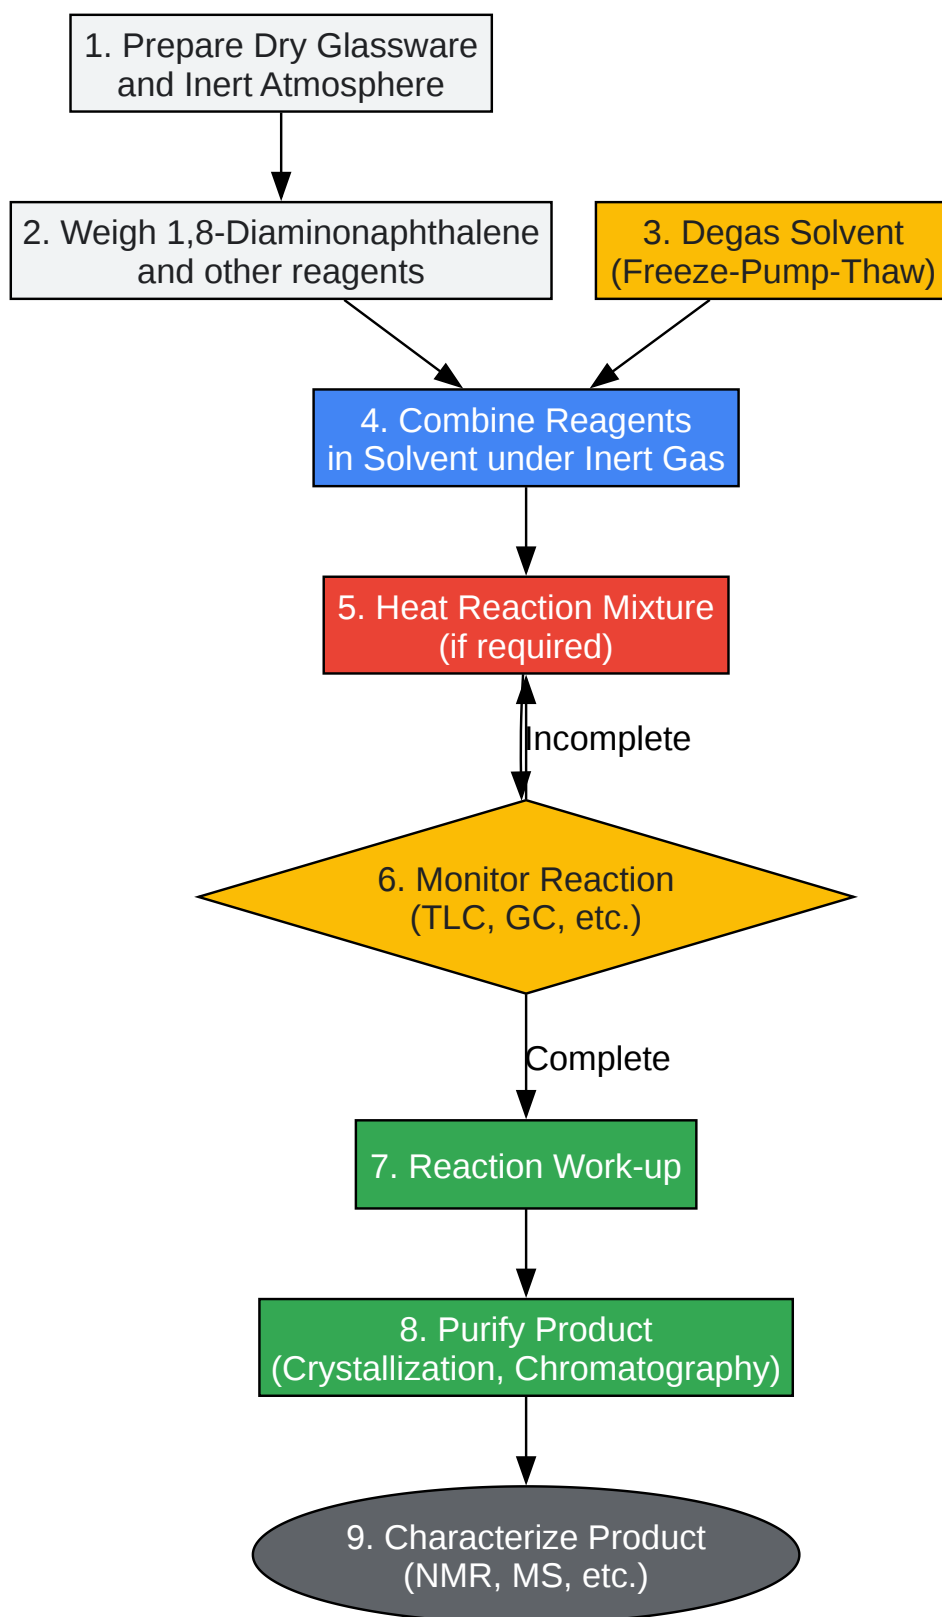 1. Prepare Dry Glassware
and Inert Atmosphere
2. Weigh 1,8-Diaminonaphthalene
and other reagents
3. Degas Solvent
(Freeze-Pump-Thaw)
4. Combine Reagents
in Solvent under Inert Gas
5. Heat Reaction Mixture
(if required)
Incomplete
6. Monitor Reaction
(TLC, GC, etc.)
Complete
7. Reaction Work-up
8. Purify Product
(Crystallization, Chromatography)
9. Characterize Product
(NMR, MS, etc.)